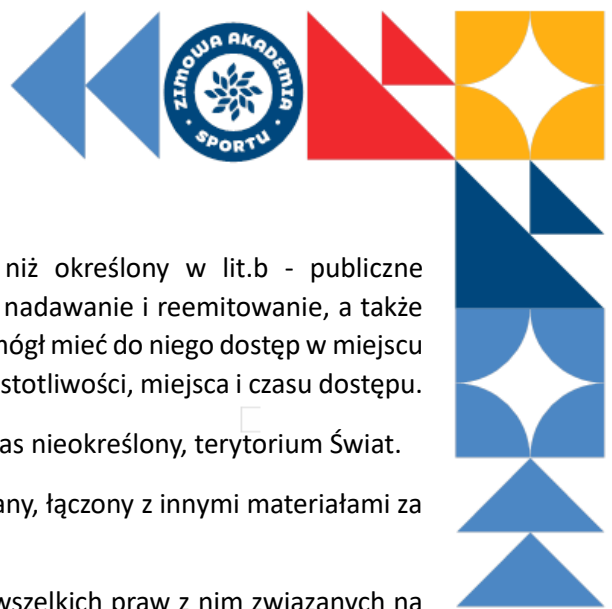 ZIMOWA AKADEMIA
· SPORTU ·
niż określony w lit.b - publiczne
nadawanie i reemitowanie, a także
mógł mieć do niego dostęp w miejscu
stotliwości, miejsca i czasu dostępu.
as nieokreślony, terytorium Świat.
any, łączony z innymi materiałami za
wszelkich praw z nim związanych na